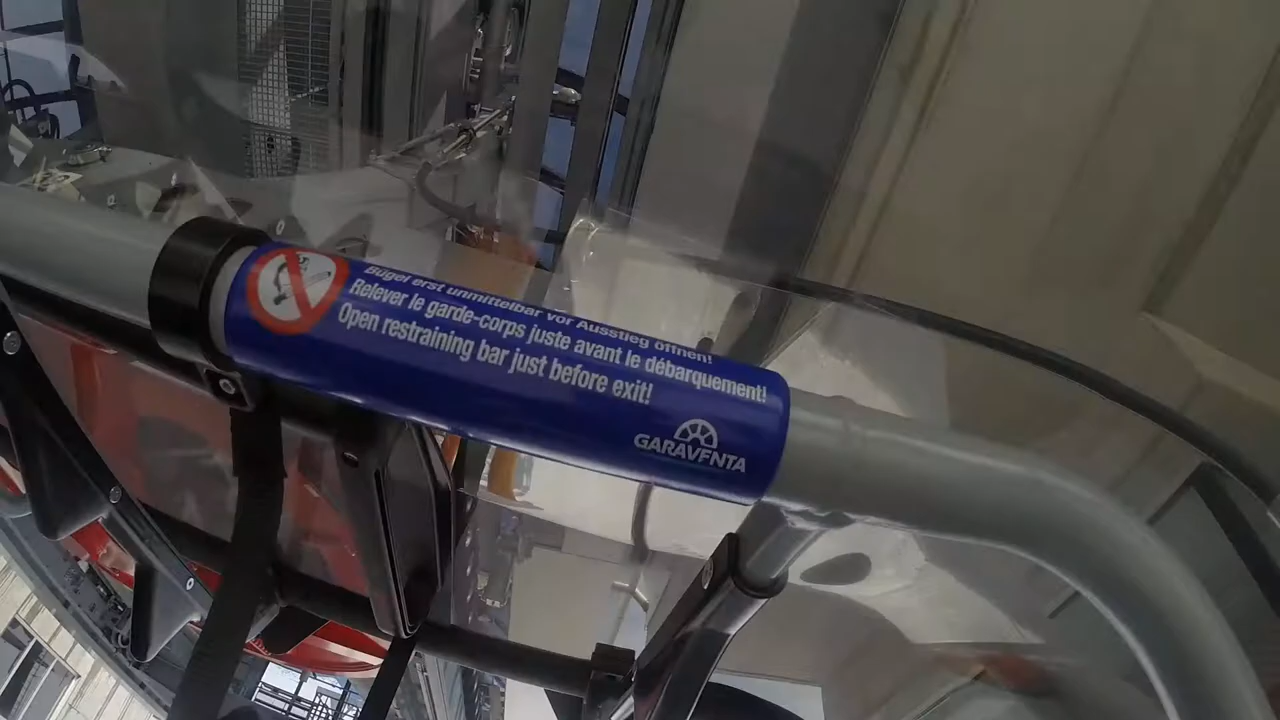 Bügel erst unmittelbar vor Ausstieg öffnen!
Relever le garde-corps juste avant le débarquement!
Open restraining bar just before exit!
GARAVENTA